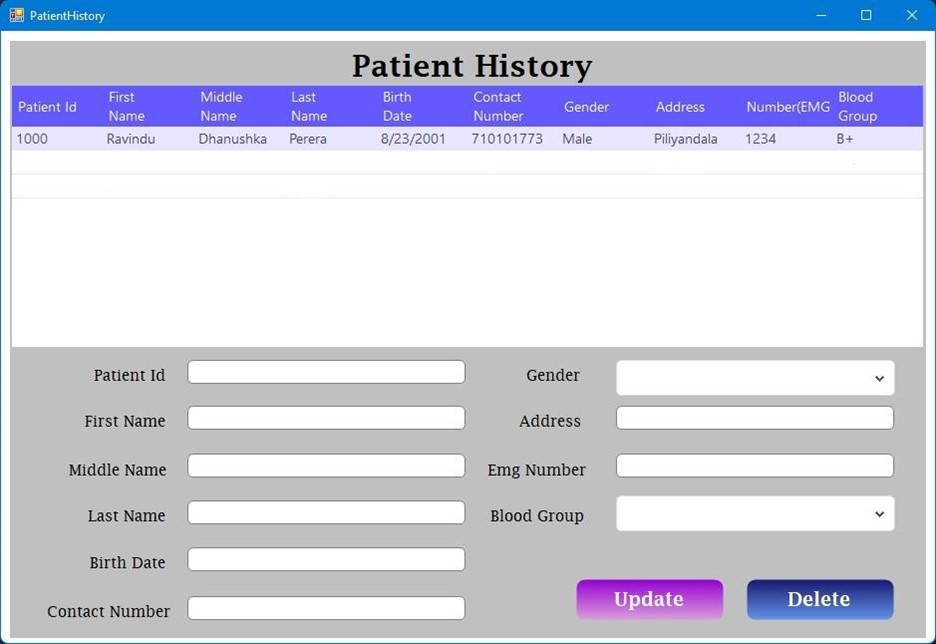 PatientHistory
Patient History
Patient Id First Name Middle Name Last Name Birth Date Contact Number Gender Address Number(EMG Blood Group
1000 Ravindu Dhanushka Perera 8/23/2001 710101773 Male Piliyandala 1234 B+
Patient Id Gender
First Name Address
Middle Name Emg Number
Last Name Blood Group
Birth Date
Update Delete
Contact Number